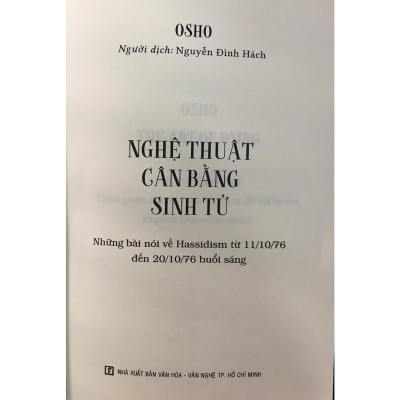 OSHO
Người dịch: Nguyễn Đình Hách
NGHỆ THUẬT
CÂN BẰNG
SINH TỬ
Những bài nói về Hassidism từ 11/10/76
đến 20/10/76 buổi sáng
NHÀ XUẤT BẢN VĂN HÓA - VĂN NGHỆ TP. HỒ CHÍ MINH